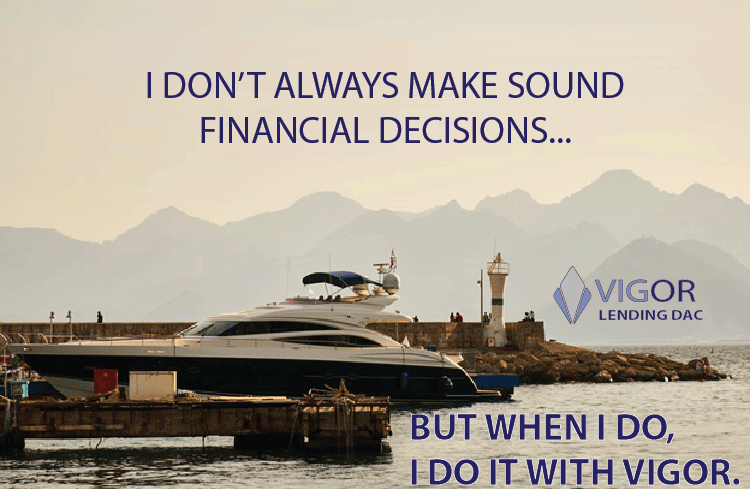 I DON’T ALWAYS MAKE SOUND
FINANCIAL DECISIONS...
VIGOR
LENDING DAC
BUT WHEN I DO,
I DO IT WITH VIGOR.